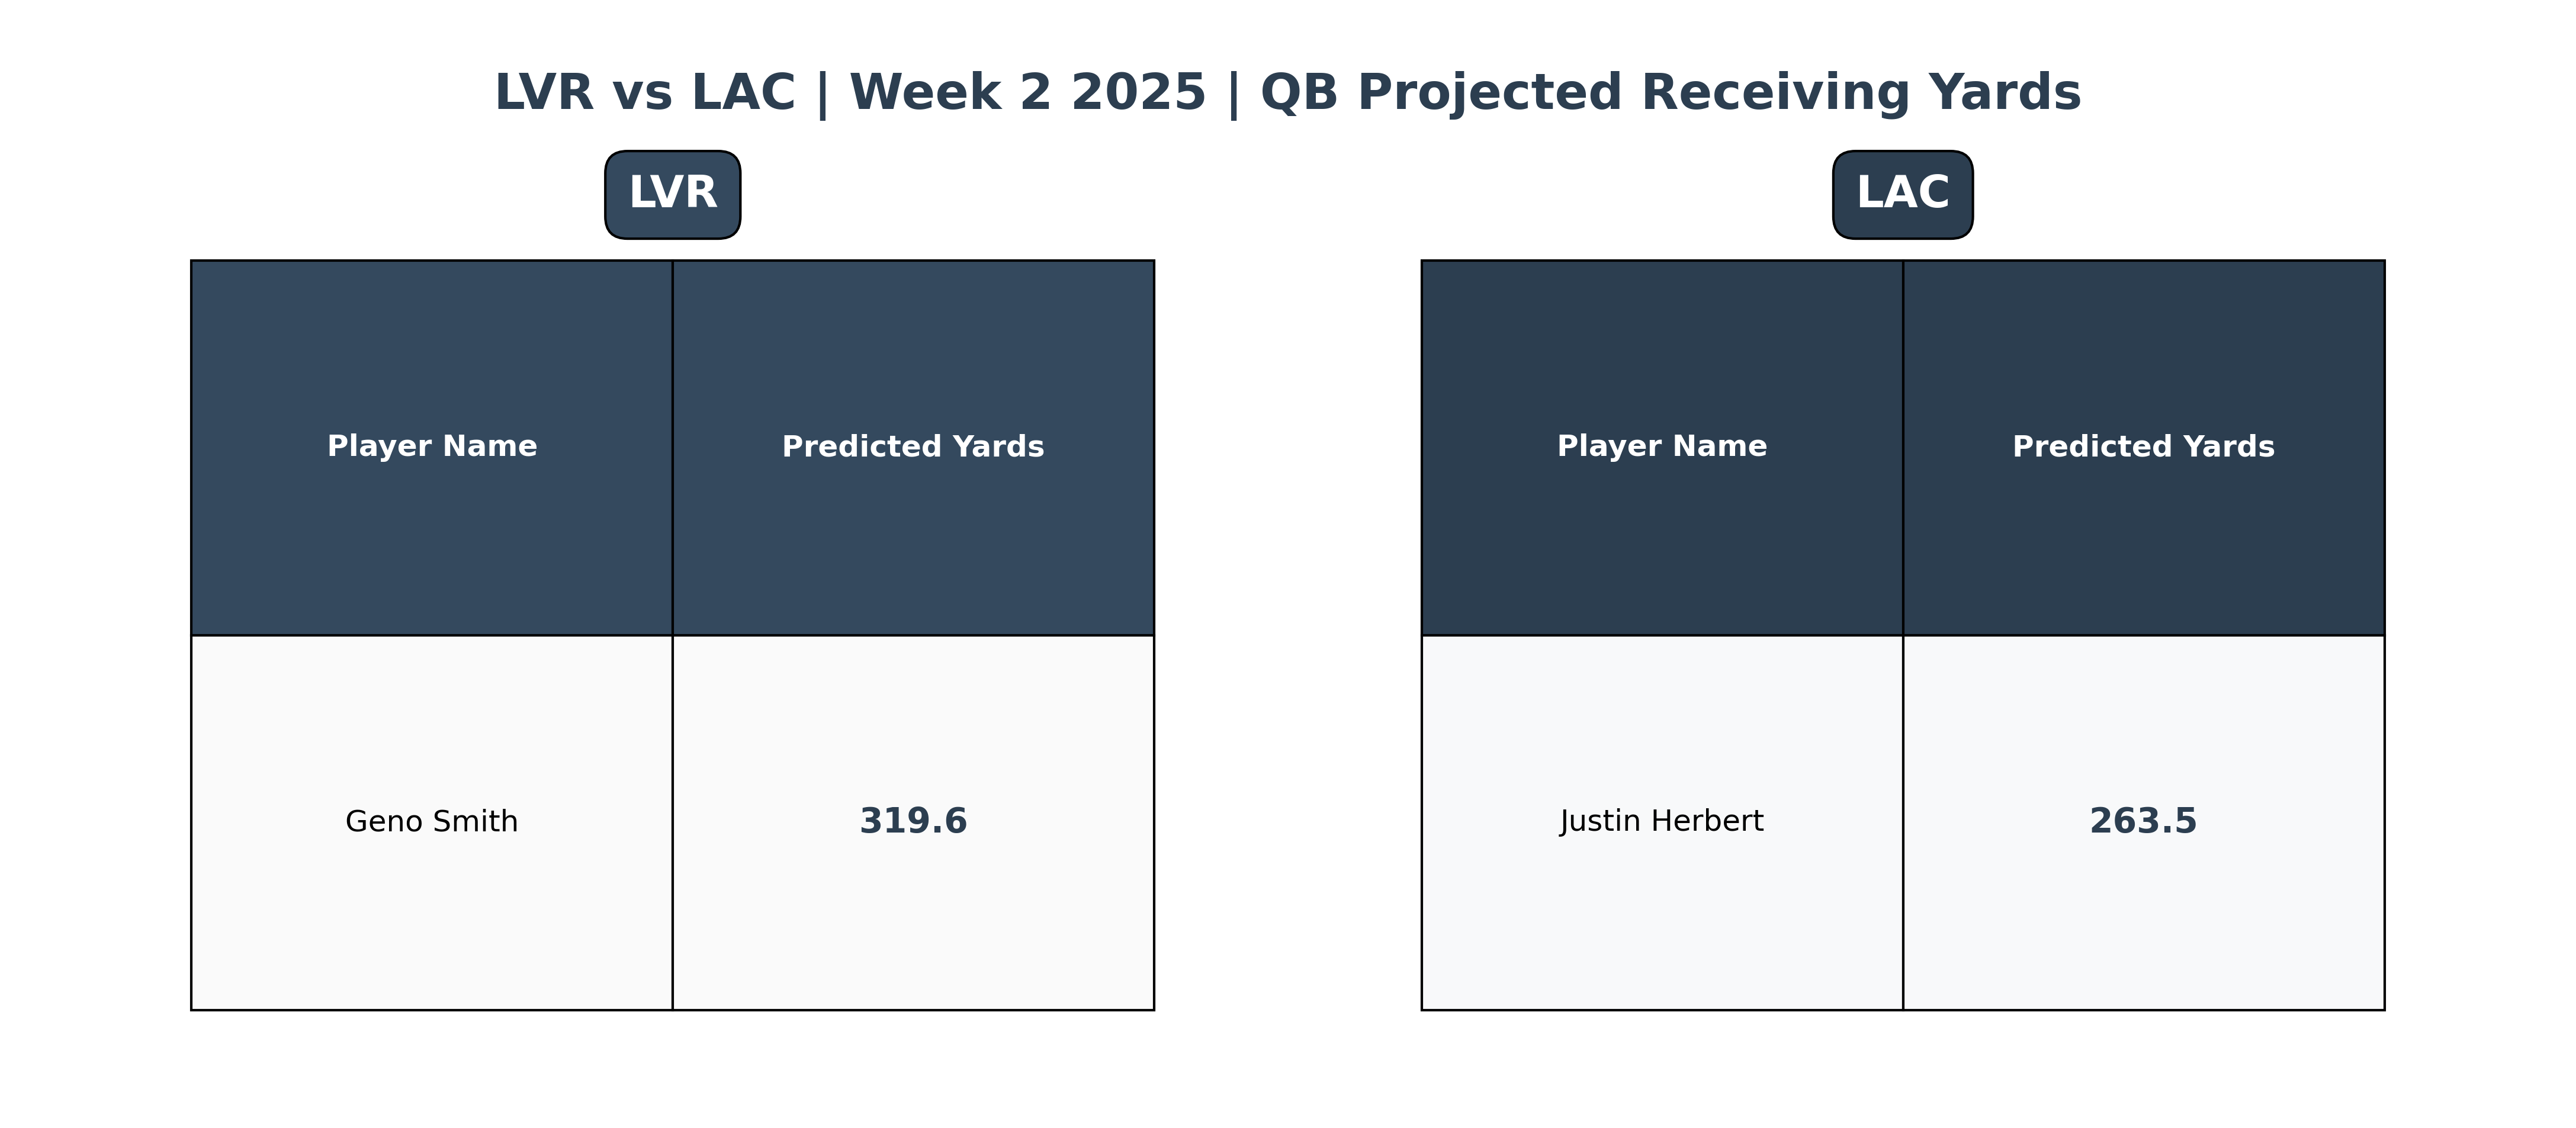 LVR vs LAC | Week 2 2025 | QB Projected Receiving Yards
LVR
Player Name Predicted Yards
Geno Smith 319.6
LAC
Player Name Predicted Yards
Justin Herbert 263.5